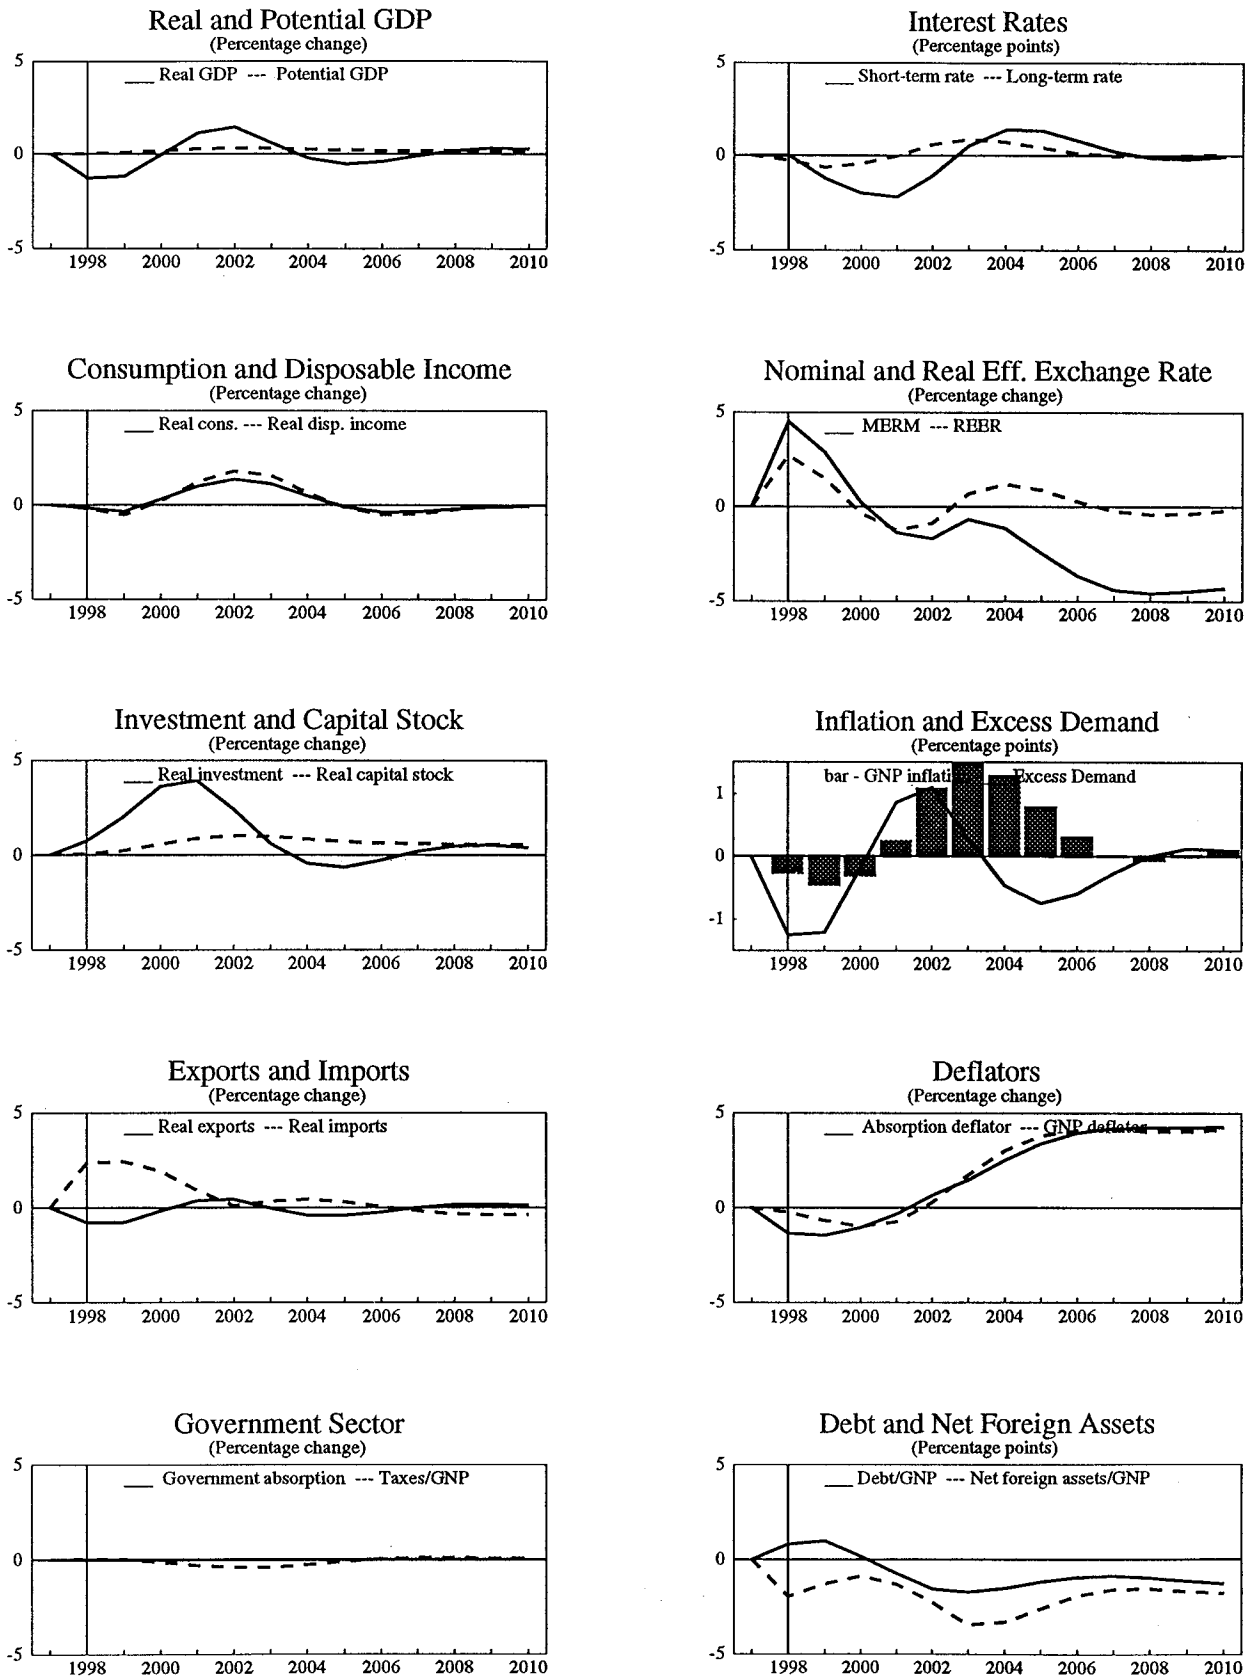 Real and Potential GDP
(Percentage change)
5
Real GDP --- Potential GDP
0
-5
1998 2000 2002 2004 2006 2008 2010
Interest Rates
(Percentage points)
5
Short-term rate --- Long-term rate
0
-5
1998 2000 2002 2004 2006 2008 2010
Consumption and Disposable Income
(Percentage change)
5
Real cons. --- Real disp. income
0
-5
1998 2000 2002 2004 2006 2008 2010
Nominal and Real Eff. Exchange Rate
(Percentage change)
5
MERM --- REER
0
-5
1998 2000 2002 2004 2006 2008 2010
Investment and Capital Stock
(Percentage change)
5
Real investment --- Real capital stock
0
-5
1998 2000 2002 2004 2006 2008 2010
Inflation and Excess Demand
(Percentage points)
bar - GNP inflati Excess Demand
1
0
-1
1998 2000 2002 2004 2006 2008 2010
Exports and Imports
(Percentage change)
5
Real exports --- Real imports
0
-5
1998 2000 2002 2004 2006 2008 2010
Deflators
(Percentage change)
5
Absorption deflator --- GNP deflator
0
-5
1998 2000 2002 2004 2006 2008 2010
Government Sector
(Percentage change)
5
Government absorption --- Taxes/GNP
0
-5
1998 2000 2002 2004 2006 2008 2010
Debt and Net Foreign Assets
(Percentage points)
5
Debt/GNP --- Net foreign assets/GNP
0
-5
1998 2000 2002 2004 2006 2008 2010